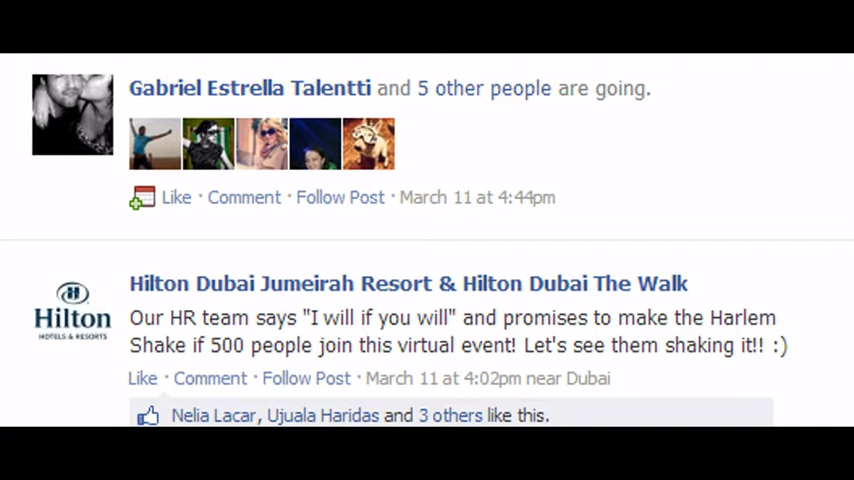 Gabriel Estrella Talentti and 5 other people are going.
Like · Comment · Follow Post · March 11 at 4:44pm
Hilton
HOTELS & RESORTS
Hilton Dubai Jumeirah Resort & Hilton Dubai The Walk
Our HR team says "I will if you will" and promises to make the Harlem
Shake if 500 people join this virtual event! Let's see them shaking it!! :)
Like · Comment · Follow Post · March 11 at 4:02pm near Dubai
Nelia Lacar, Ujuala Haridas and 3 others like this.